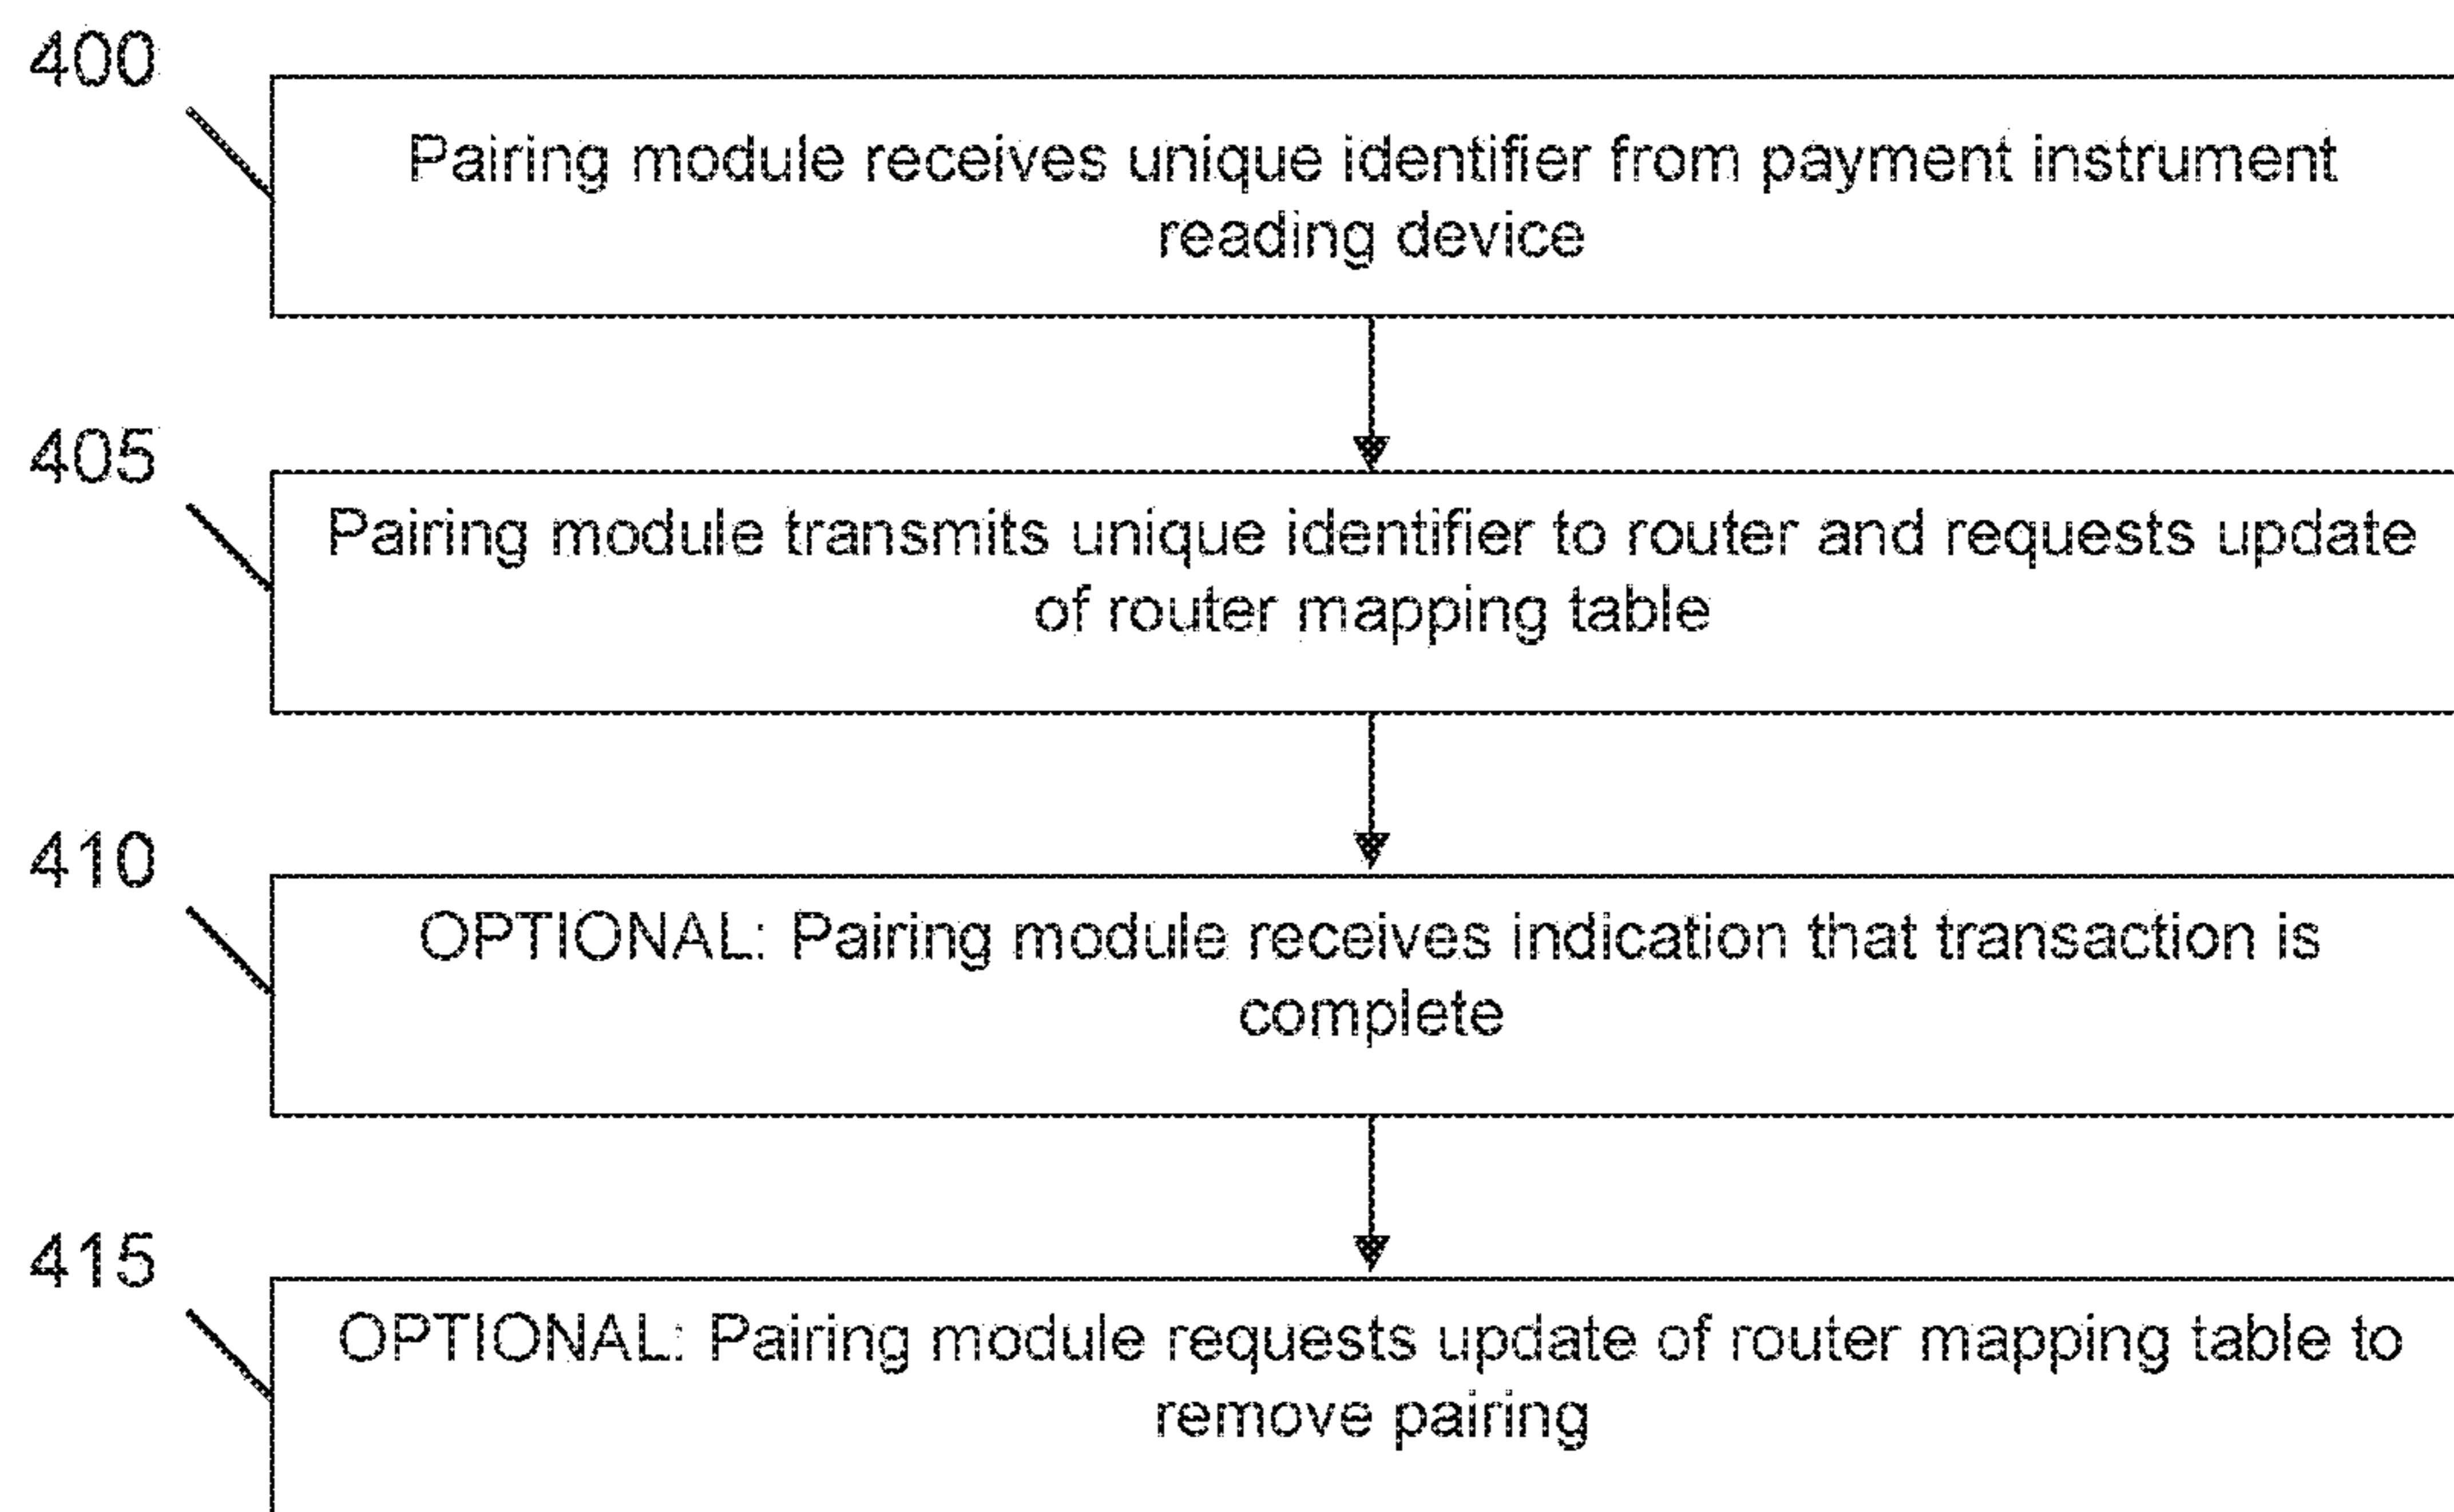 400
Pairing module receives unique identifier from payment instrument
reading device
405
Pairing module transmits unique identifier to router and requests update
of router mapping table
410
OPTIONAL: Pairing module receives indication that transaction is
complete
415
OPTIONAL: Pairing module requests update of router mapping table to
remove pairing